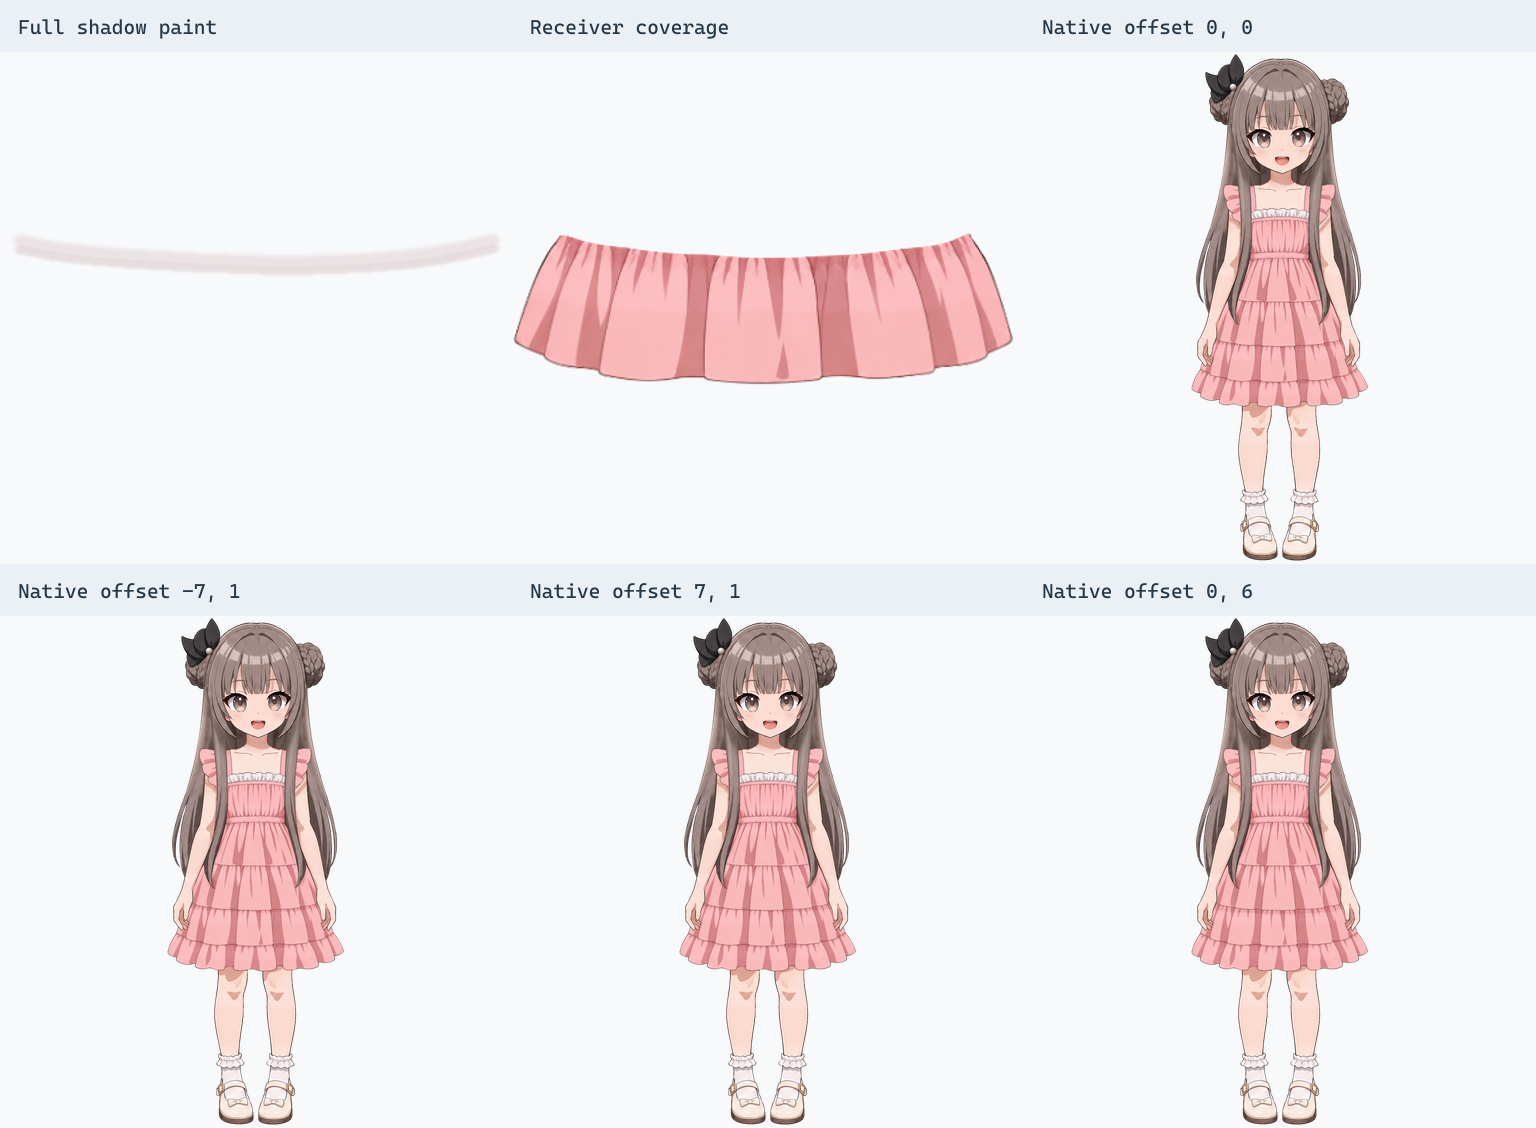 Full shadow paint
Receiver coverage
Native offset 0, 0
Native offset −7, 1
Native offset 7, 1
Native offset 0, 6